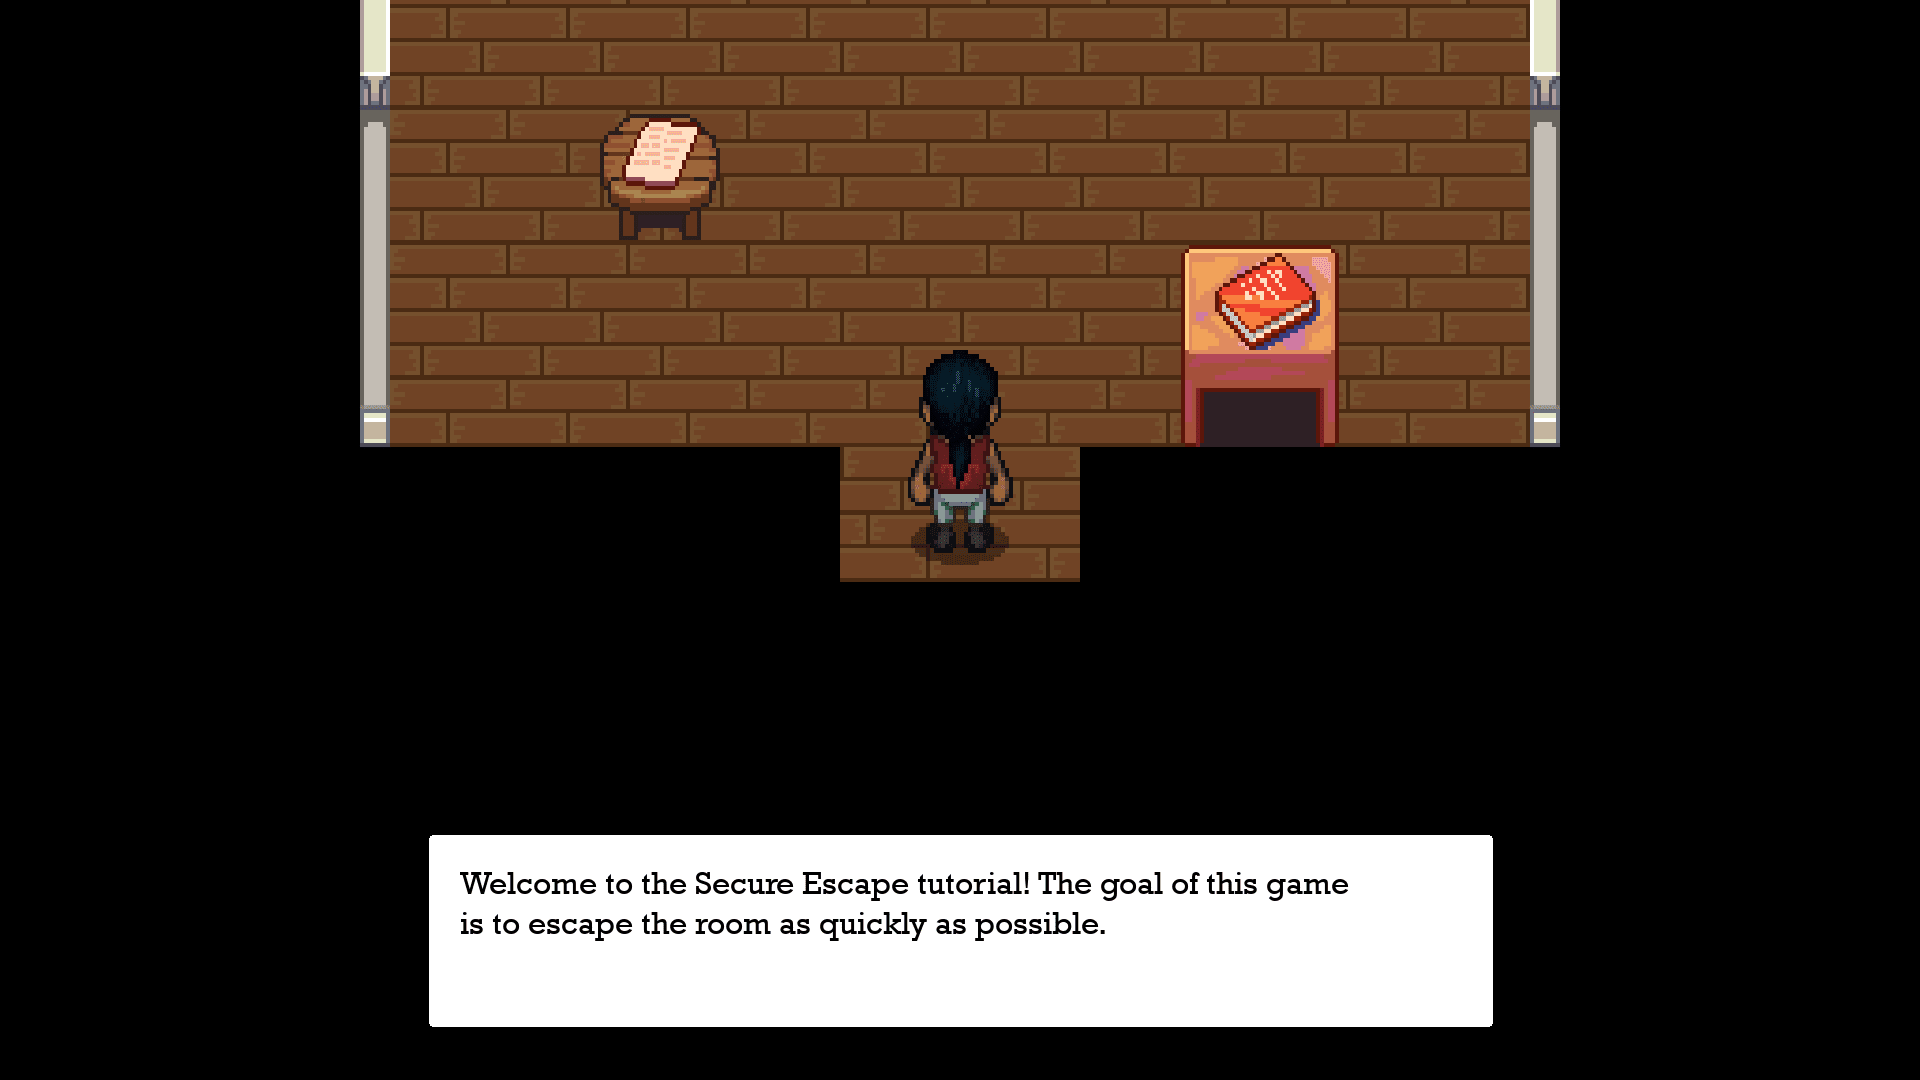 Welcome to the Secure Escape tutorial! The goal of this game
is to escape the room as quickly as possible.